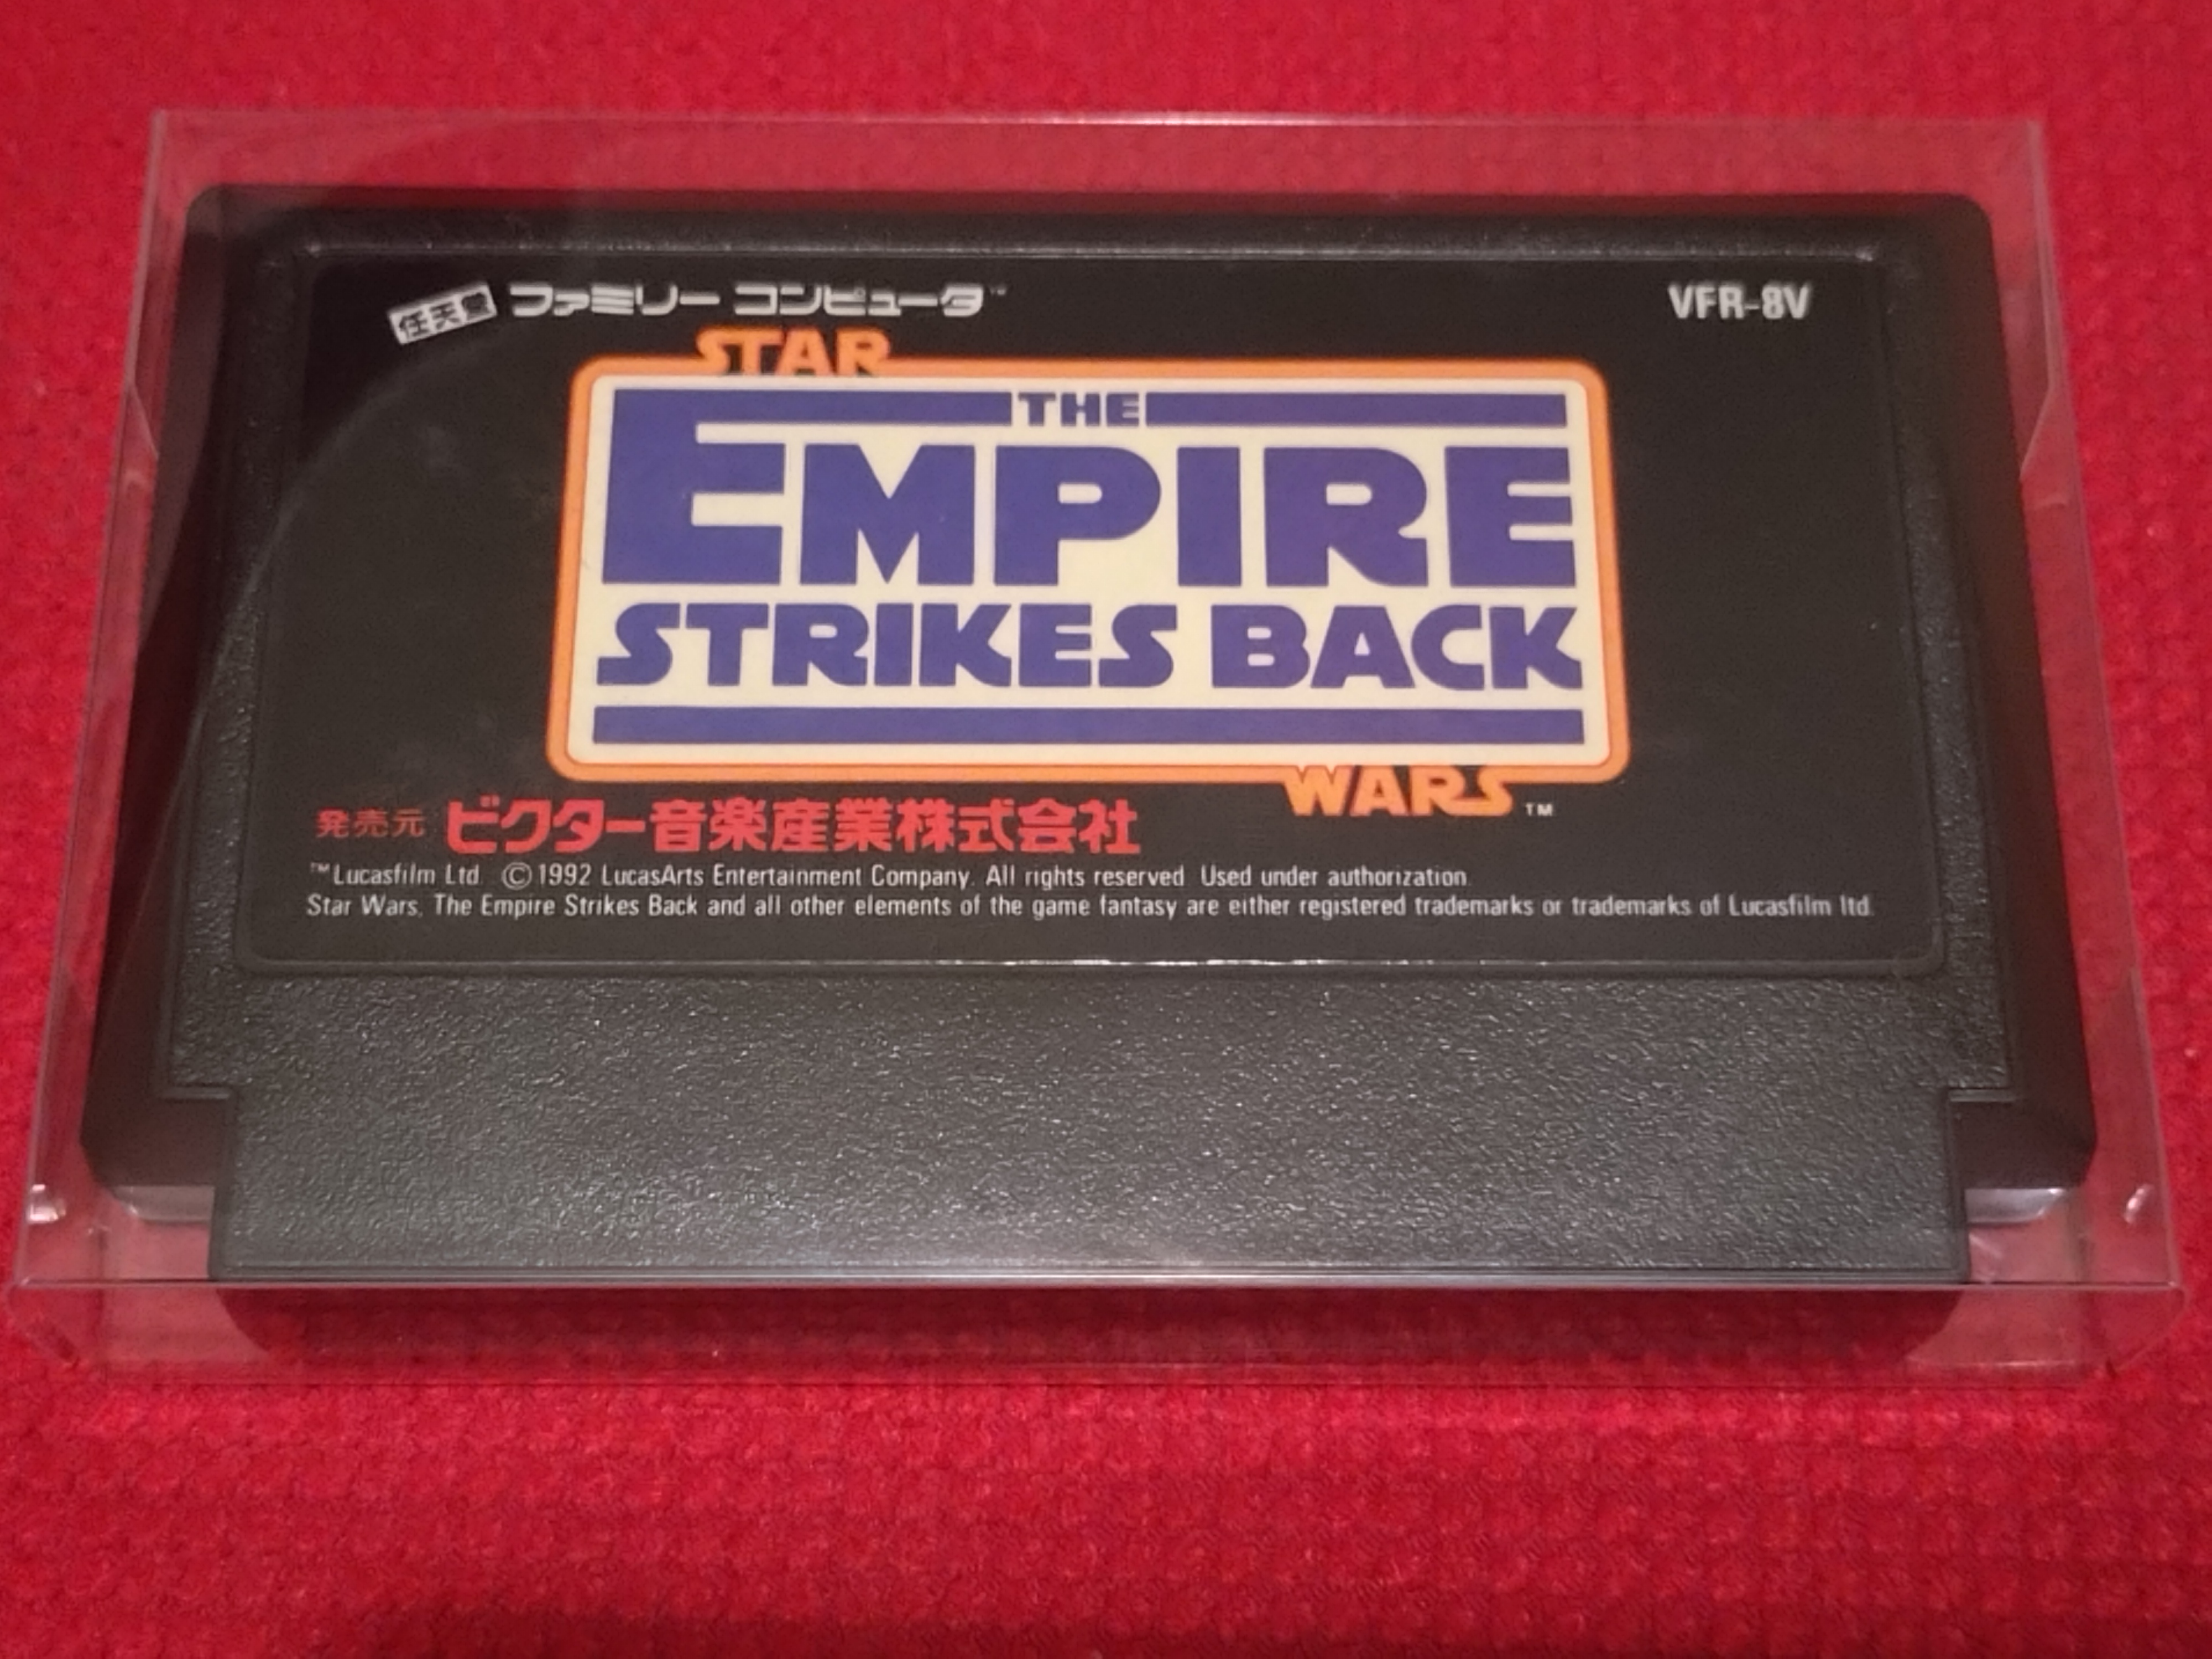 任天堂 ファミリー コンピュータ™ VFR-8V
STAR
THE
EMPIRE
STRIKES BACK
WARS ™
発売元 ビクター音楽産業株式会社
™Lucasfilm Ltd ©1992 LucasArts Entertainment Company. All rights reserved Used under authorization.
Star Wars, The Empire Strikes Back and all other elements of the game fantasy are either registered trademarks or trademarks of Lucasfilm ltd.